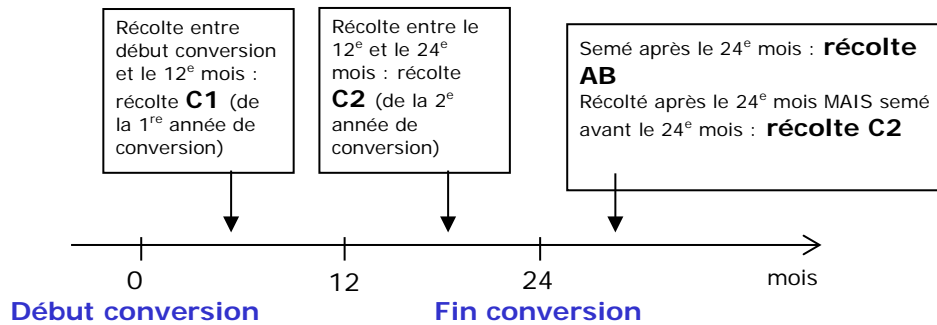 Récolte entre
début conversion
et le 12e mois :
récolte C1 (de
la 1re année de
conversion)
Récolte entre le
12e et le 24e
mois : récolte
C2 (de la 2e
année de
conversion)
Semé après le 24e mois : récolte
AB
Récolté après le 24e mois MAIS semé
avant le 24e mois : récolte C2
0
12
24
mois
Début conversion
Fin conversion